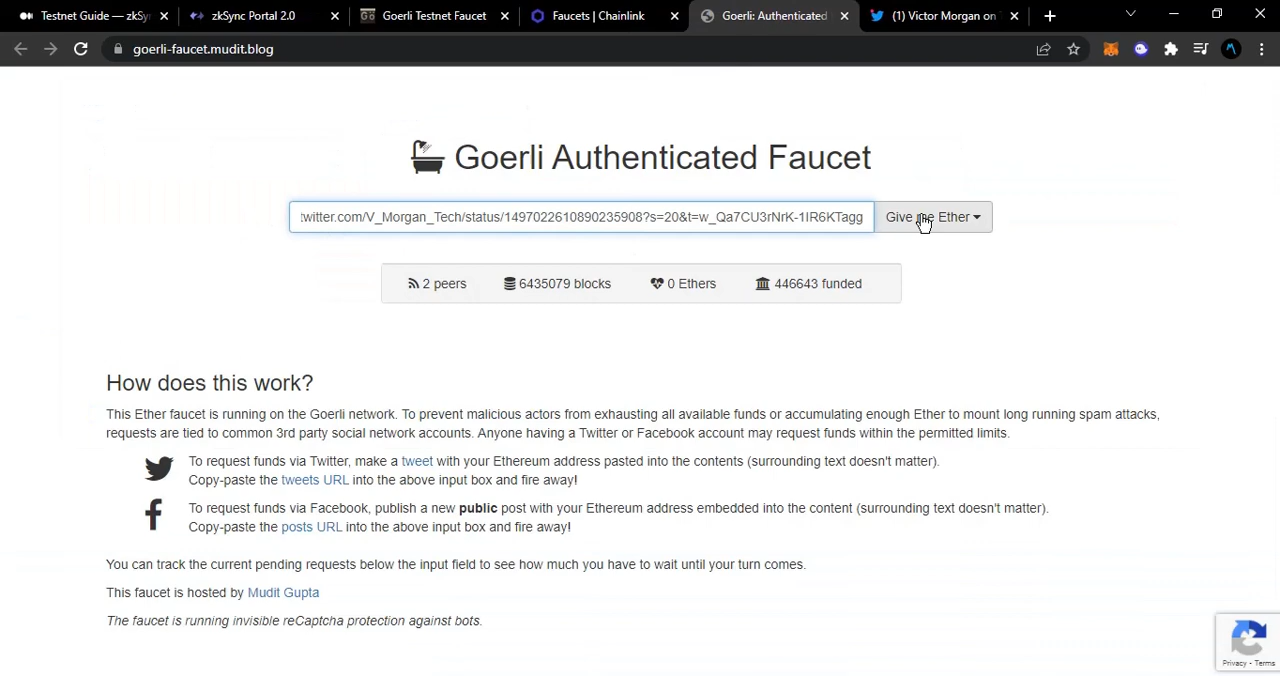 Testnet Guide — zkSy
zkSync Portal 2.0
Goerli Testnet Faucet
Faucets | Chainlink
Goerli: Authenticated
(1) Victor Morgan on
goerli-faucet.mudit.blog
Goerli Authenticated Faucet
twitter.com/V_Morgan_Tech/status/1497022610890235908?s=20&t=w_Qa7CU3rNrK-1IR6KTagg
Give me Ether
2 peers
6435079 blocks
0 Ethers
446643 funded
How does this work?
This Ether faucet is running on the Goerli network. To prevent malicious actors from exhausting all available funds or accumulating enough Ether to mount long running spam attacks,
requests are tied to common 3rd party social network accounts. Anyone having a Twitter or Facebook account may request funds within the permitted limits.
To request funds via Twitter, make a tweet with your Ethereum address pasted into the contents (surrounding text doesn't matter).
Copy-paste the tweets URL into the above input box and fire away!
To request funds via Facebook, publish a new public post with your Ethereum address embedded into the content (surrounding text doesn't matter).
Copy-paste the posts URL into the above input box and fire away!
You can track the current pending requests below the input field to see how much you have to wait until your turn comes.
This faucet is hosted by Mudit Gupta
The faucet is running invisible reCaptcha protection against bots.
Privacy - Terms